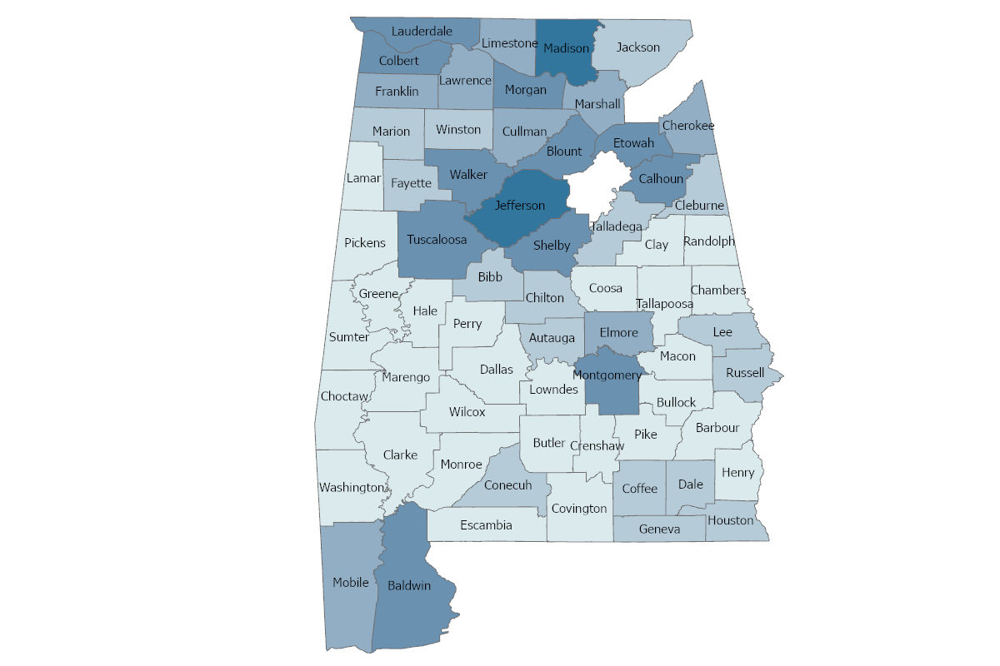 Lauderdale
Limestone
Madison
Jackson
Colbert
Lawrence
Franklin
Morgan
Marshall
Marion
Winston
Cullman
Cherokee
Blount
Etowah
Lamar
Fayette
Walker
Calhoun
Jefferson
Cleburne
Talladega
Pickens
Tuscaloosa
Shelby
Clay
Randolph
Bibb
Greene
Hale
Chilton
Coosa
Tallapoosa
Chambers
Perry
Sumter
Autauga
Elmore
Lee
Macon
Dallas
Marengo
Montgomery
Russell
Choctaw
Lowndes
Bullock
Wilcox
Barbour
Clarke
Butler
Crenshaw
Pike
Monroe
Henry
Washington
Conecuh
Coffee
Dale
Covington
Escambia
Geneva
Houston
Mobile
Baldwin